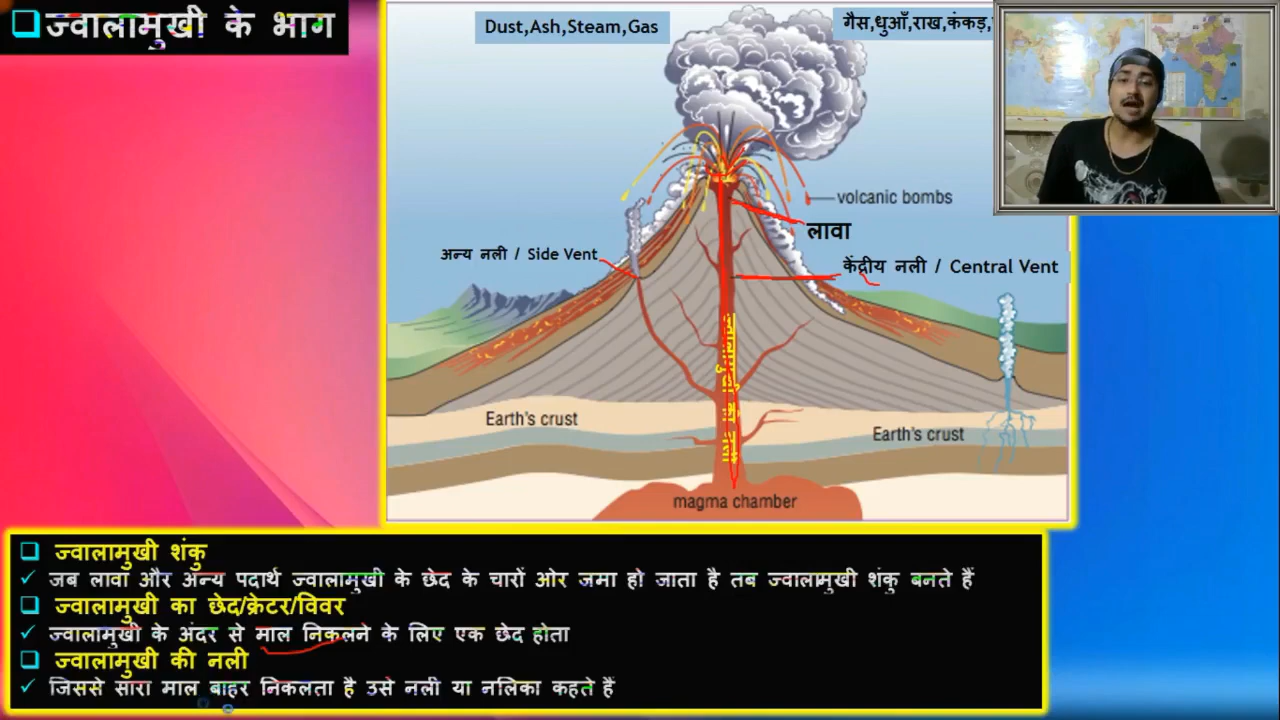 ज्वालामुखी के भाग
Dust,Ash,Steam,Gas
गैस,धुआँ,राख,कंकड़,
volcanic bombs
लावा
अन्य नली / Side Vent
केंद्रीय नली / Central Vent
ज्वालामुखी की नली
Earth's crust
Earth's crust
magma chamber
ज्वालामुखी शंकु
जब लावा और अन्य पदार्थ ज्वालामुखी के छेद के चारों ओर जमा हो जाता है तब ज्वालामुखी शंकु बनते हैं
ज्वालामुखी का छेद/क्रेटर/विवर
ज्वालामुखी के अंदर से माल निकलने के लिए एक छेद होता
ज्वालामुखी की नली
जिससे सारा माल बाहर निकलता है उसे नली या नलिका कहते हैं